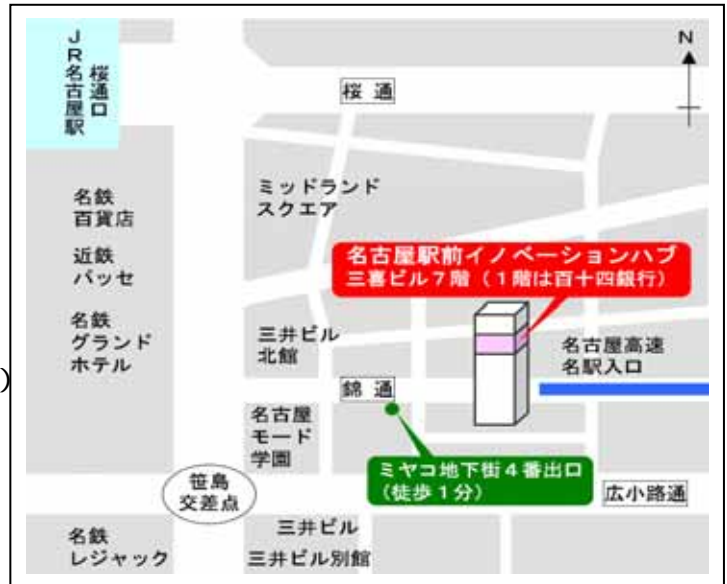 JR名古屋駅
桜通口
桜 通
N
名鉄
百貨店
ミッドランド
スクエア
近鉄
パッセ
名古屋駅前イノベーションハブ
三喜ビル7階（1階は百十四銀行）
名鉄
グランド
ホテル
三井ビル
北館
名古屋高速
名駅入口
)
錦 通
名古屋
モード
学園
ミヤコ地下街4番出口
（徒歩1分）
笹島
交差点
広小路通
名鉄
レジャック
三井ビル
三井ビル別館